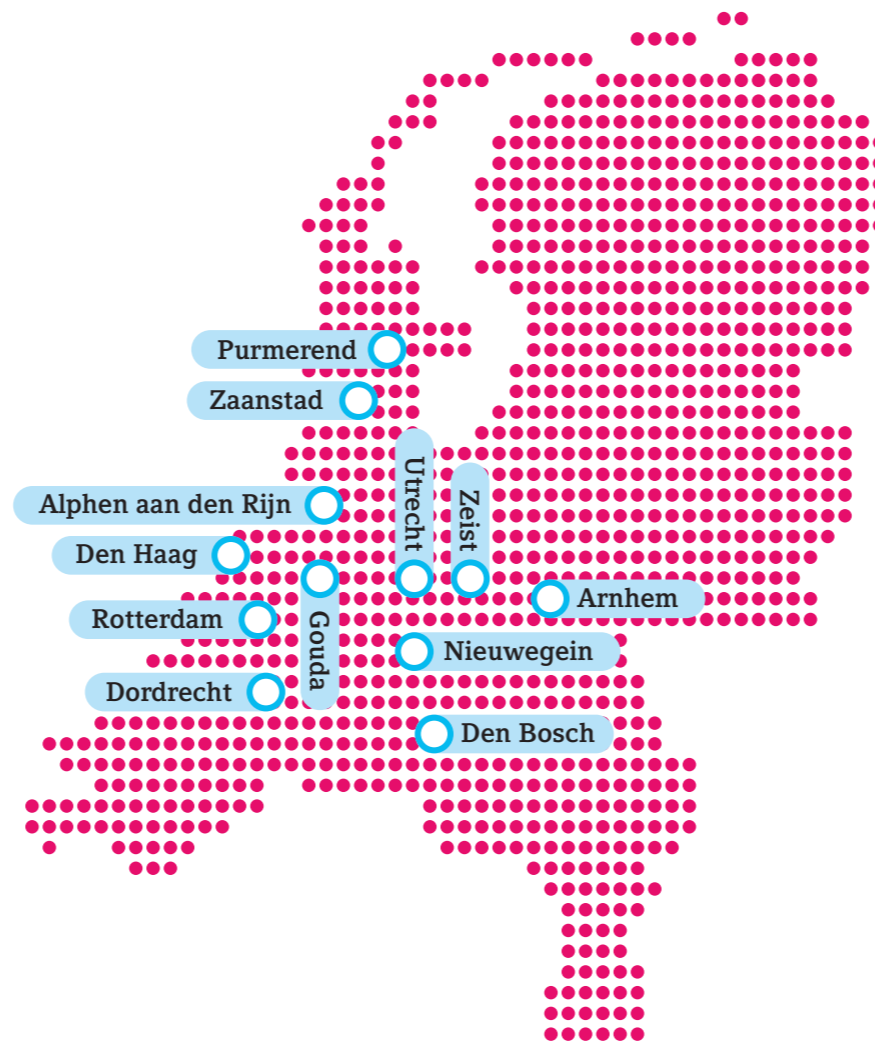 Purmerend
Zaanstad
Utrecht
Zeist
Alphen aan den Rijn
Den Haag
Gouda
Arnhem
Rotterdam
Nieuwegein
Dordrecht
Den Bosch